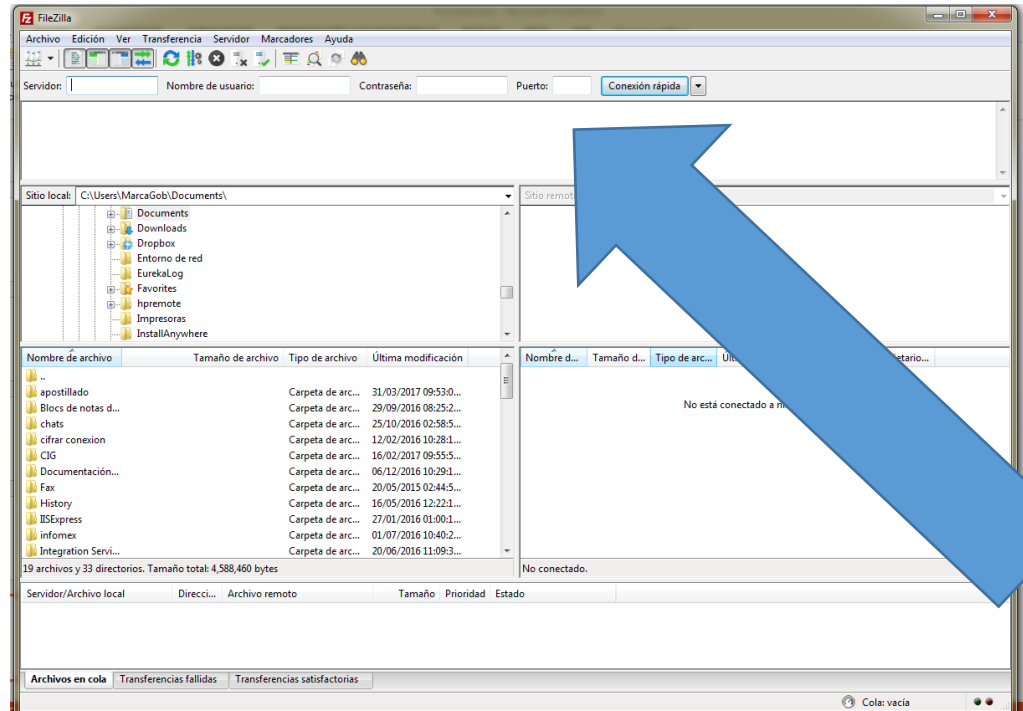 FileZilla
Archivo Edición Ver Transferencia Servidor Marcadores Ayuda
Servidor: Nombre de usuario: Contraseña: Puerto: Conexión rápida
Sitio local: C:\Users\MarcaGob\Documents\
Sitio remot
Documents
Downloads
Dropbox
Entorno de red
EurekaLog
Favorites
hpremote
Impresoras
InstallAnywhere
Nombre de archivo Tamaño de archivo Tipo de archivo Última modificación
..
apostillado Carpeta de arc... 31/03/2017 09:53:0...
Blocs de notas d... Carpeta de arc... 29/09/2016 08:25:2...
chats Carpeta de arc... 25/10/2016 02:58:5...
cifrar conexion Carpeta de arc... 12/02/2016 10:28:1...
CIG Carpeta de arc... 16/02/2017 09:55:5...
Documentación... Carpeta de arc... 06/12/2016 10:29:1...
Fax Carpeta de arc... 20/05/2015 02:44:5...
History Carpeta de arc... 16/05/2016 12:22:1...
IISExpress Carpeta de arc... 27/01/2016 01:00:1...
infomex Carpeta de arc... 01/07/2016 10:40:2...
Integration Servi... Carpeta de arc... 20/06/2016 11:09:3...
19 archivos y 33 directorios. Tamaño total: 4,588,460 bytes
Nombre d... Tamaño d... Tipo de arc... etario...
No está conectado a
No conectado.
Servidor/Archivo local Direcci... Archivo remoto Tamaño Prioridad Estado
Archivos en cola Transferencias fallidas Transferencias satisfactorias
Cola: vacía